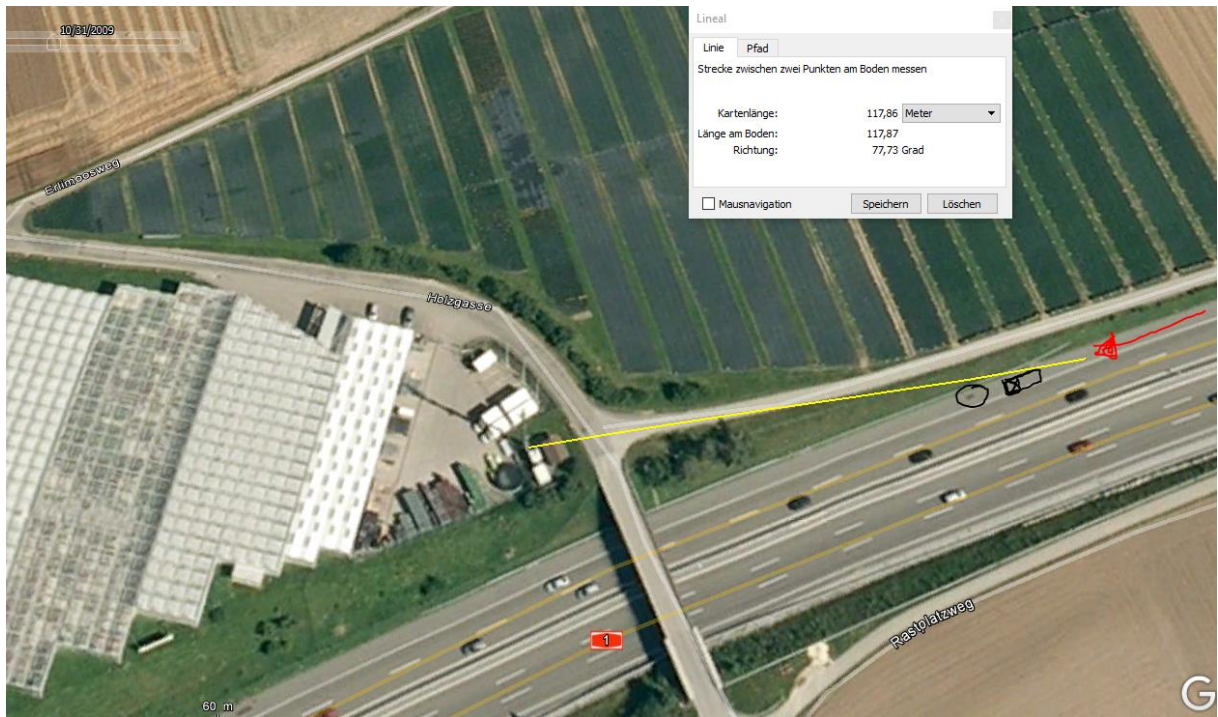 10/31/2009
Lineal
Linie Pfad
Strecke zwischen zwei Punkten am Boden messen
Kartenlänge: 117,86 Meter
Länge am Boden: 117,87
Richtung: 77,73 Grad
Mausnavigation Speichern Löschen
Erlimoosweg
Holzgasse
Rastplatzweg
1
60 m
G